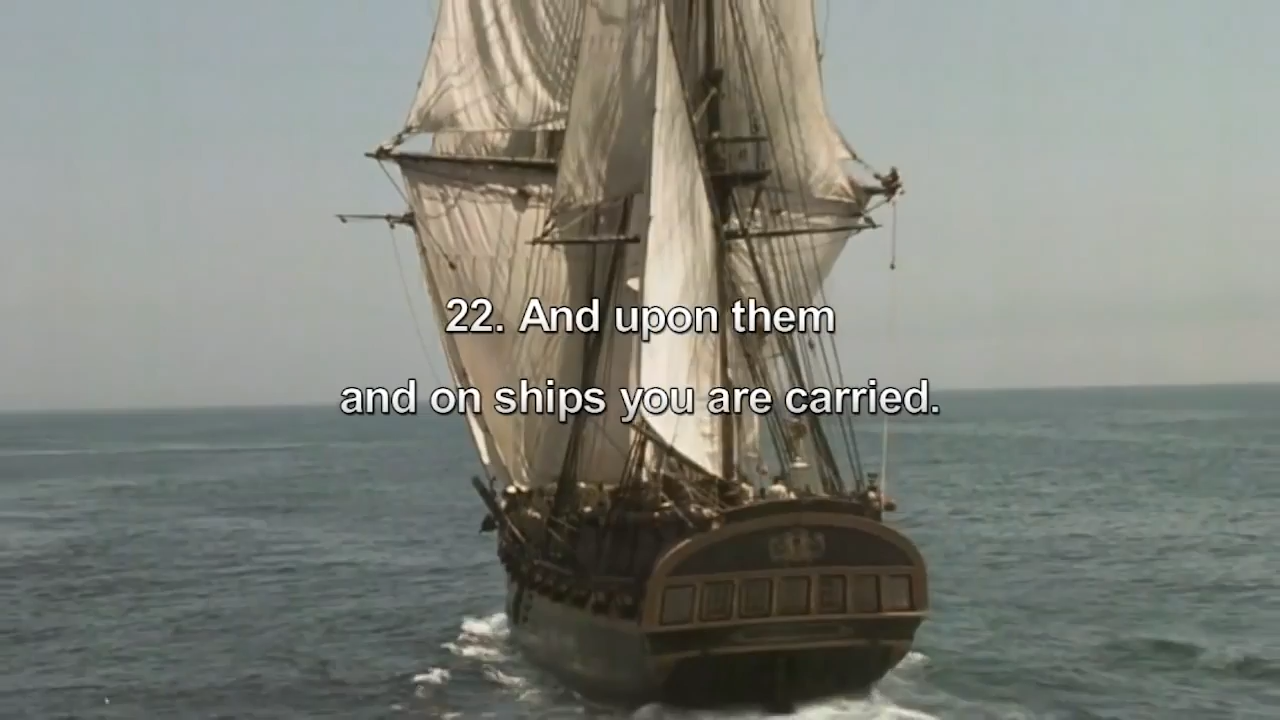 22. And upon them
and on ships you are carried.